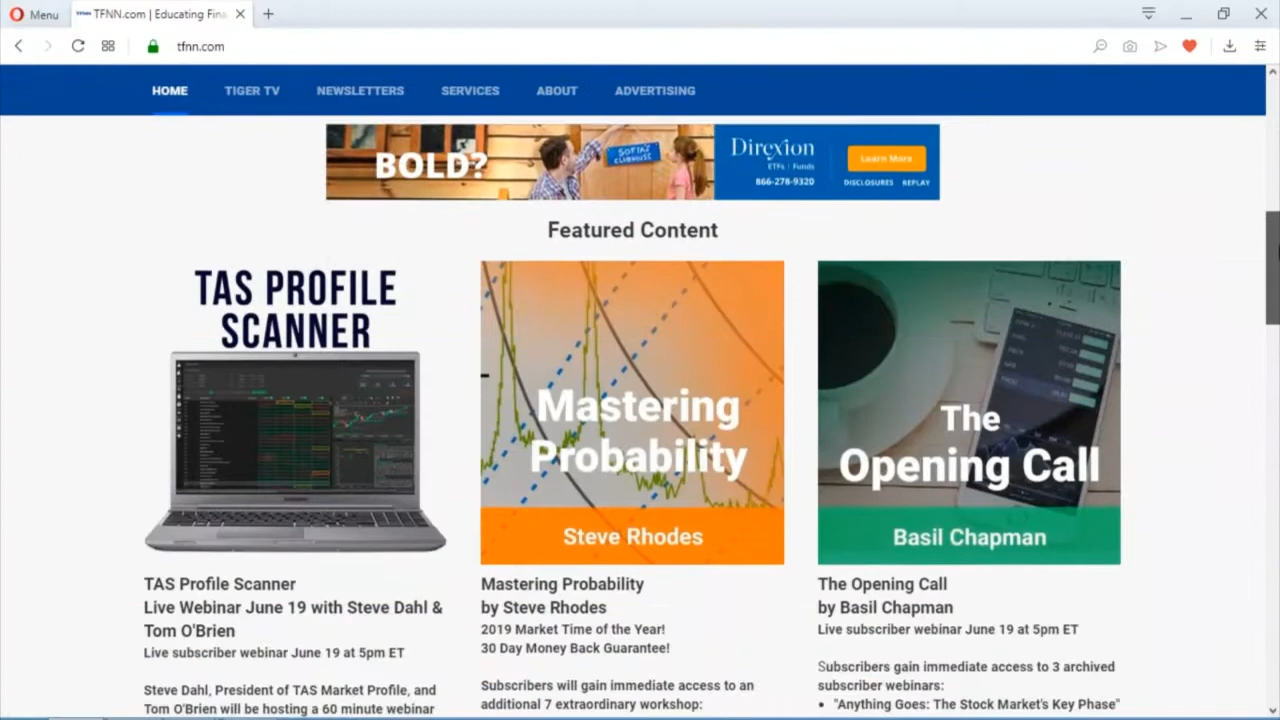 Menu
TFNN.com | Educating Fina
tfnn.com
HOME
TIGER TV
NEWSLETTERS
SERVICES
ABOUT
ADVERTISING
BOLD?
SOFIA'S
CLUBHOUSE
Direxion
ETFs | Funds
866-278-9320
Learn More
DISCLOSURES REPLAY
Featured Content
TAS PROFILE
SCANNER
Mastering
Probability
Steve Rhodes
The
Opening Call
Basil Chapman
TAS Profile Scanner
Live Webinar June 19 with Steve Dahl &
Tom O'Brien
Live subscriber webinar June 19 at 5pm ET
Steve Dahl, President of TAS Market Profile, and
Tom O'Brien will be hosting a 60 minute webinar
Mastering Probability
by Steve Rhodes
2019 Market Time of the Year!
30 Day Money Back Guarantee!
Subscribers will gain immediate access to an
additional 7 extraordinary workshop:
The Opening Call
by Basil Chapman
Live subscriber webinar June 19 at 5pm ET
Subscribers gain immediate access to 3 archived
subscriber webinars:
• "Anything Goes: The Stock Market's Key Phase"